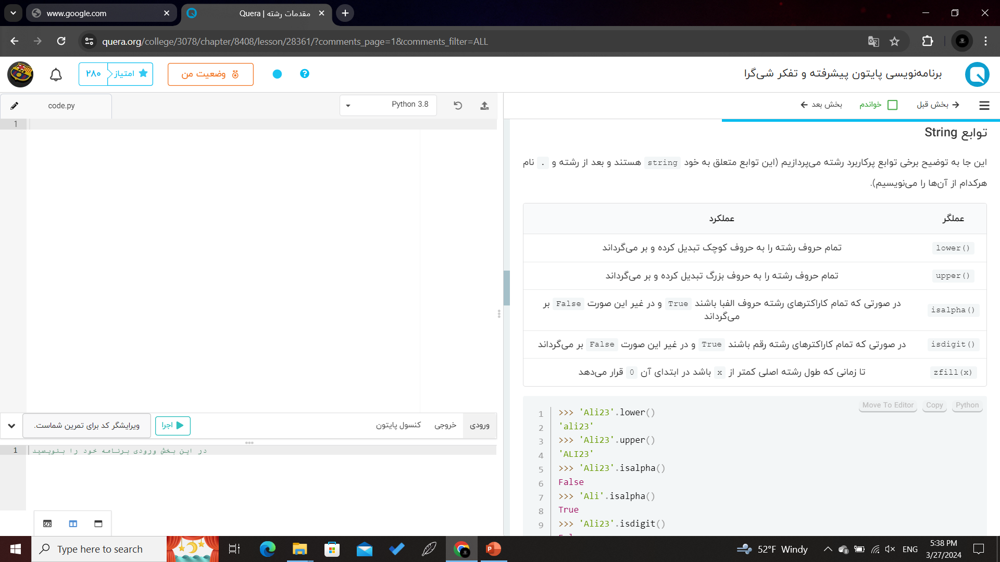 www.google.com
مقدمات رشته | Quera
quera.org/college/3078/chapter/8408/lesson/28361/?comments_page=1&comments_filter=ALL
۲۸۰
امتیاز
وضعیت من
برنامه‌نویسی پایتون پیشرفته و تفکر شی‌گرا
code.py
Python 3.8
بخش قبل
خواندم
بخش بعد
1
توابع String
این جا به توضیح برخی توابع پرکاربرد رشته می‌پردازیم (این توابع متعلق به خود string هستند و بعد از رشته و . نام
هرکدام از آن‌ها را می‌نویسیم).
عملگر عملکرد
lower() تمام حروف رشته را به حروف کوچک تبدیل کرده و بر می‌گرداند
upper() تمام حروف رشته را به حروف بزرگ تبدیل کرده و بر می‌گرداند
isalpha() در صورتی که تمام کاراکترهای رشته حروف الفبا باشند True و در غیر این صورت False بر
می‌گرداند
isdigit() در صورتی که تمام کاراکترهای رشته رقم باشند True و در غیر این صورت False بر می‌گرداند
zfill(x) تا زمانی که طول رشته اصلی کمتر از x باشد در ابتدای آن 0 قرار می‌دهد
Move To Editor Copy Python
1 >>> 'Ali23'.lower()
2 'ali23'
3 >>> 'Ali23'.upper()
4 'ALI23'
5 >>> 'Ali23'.isalpha()
6 False
7 >>> 'Ali'.isalpha()
8 True
9 >>> 'Ali23'.isdigit()
ویرایشگر کد برای تمرین شماست.
اجرا
ورودی
خروجی
کنسول پایتون
1 در این بخش ورودی برنامه خود را بنویسید
Type here to search
52°F Windy
ENG
5:38 PM
3/27/2024